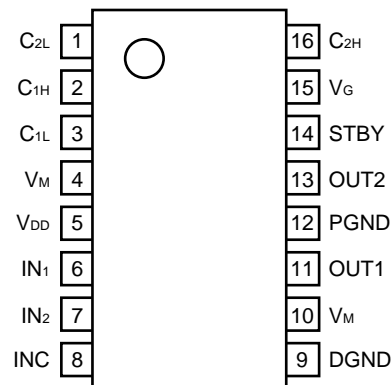 C2L 1 16 C2H
C1H 2 15 VG
C1L 3 14 STBY
VM 4 13 OUT2
VDD 5 12 PGND
IN1 6 11 OUT1
IN2 7 10 VM
INC 8 9 DGND